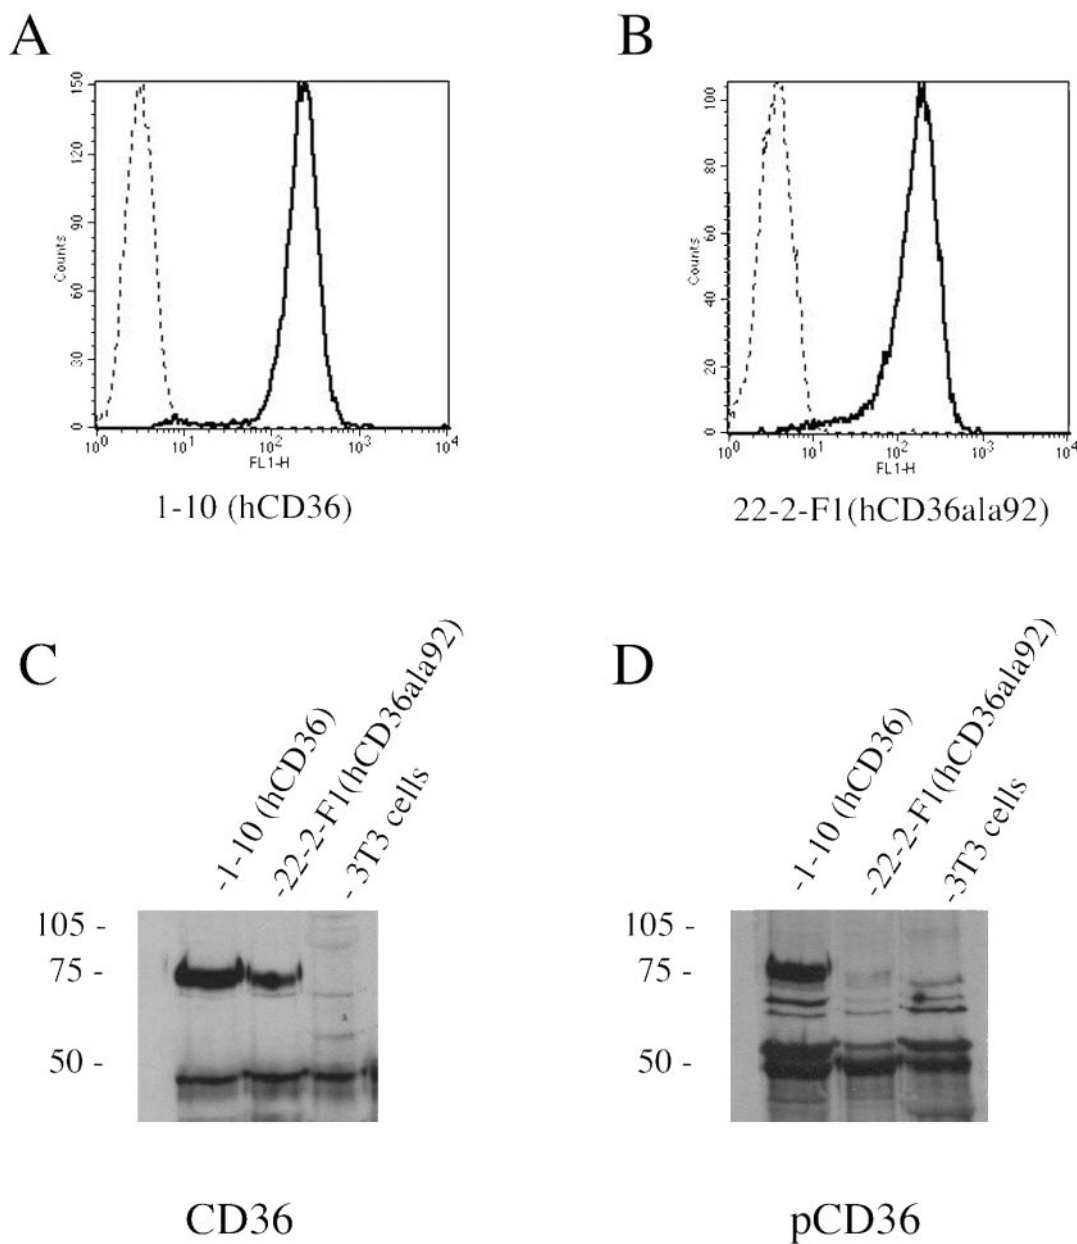 A
B
150
120
90
60
30
0
Counts
10^0 10^1 10^2 10^3 10^4
FL1-H
1-10 (hCD36)
100
80
60
40
20
0
Counts
10^0 10^1 10^2 10^3 10^4
FL1-H
22-2-F1(hCD36ala92)
C
-1-10 (hCD36)
-22-2-F1(hCD36ala92)
- 3T3 cells
105 -
75 -
50 -
CD36
D
-1-10 (hCD36)
-22-2-F1(hCD36ala92)
-3T3 cells
105 -
75 -
50 -
pCD36